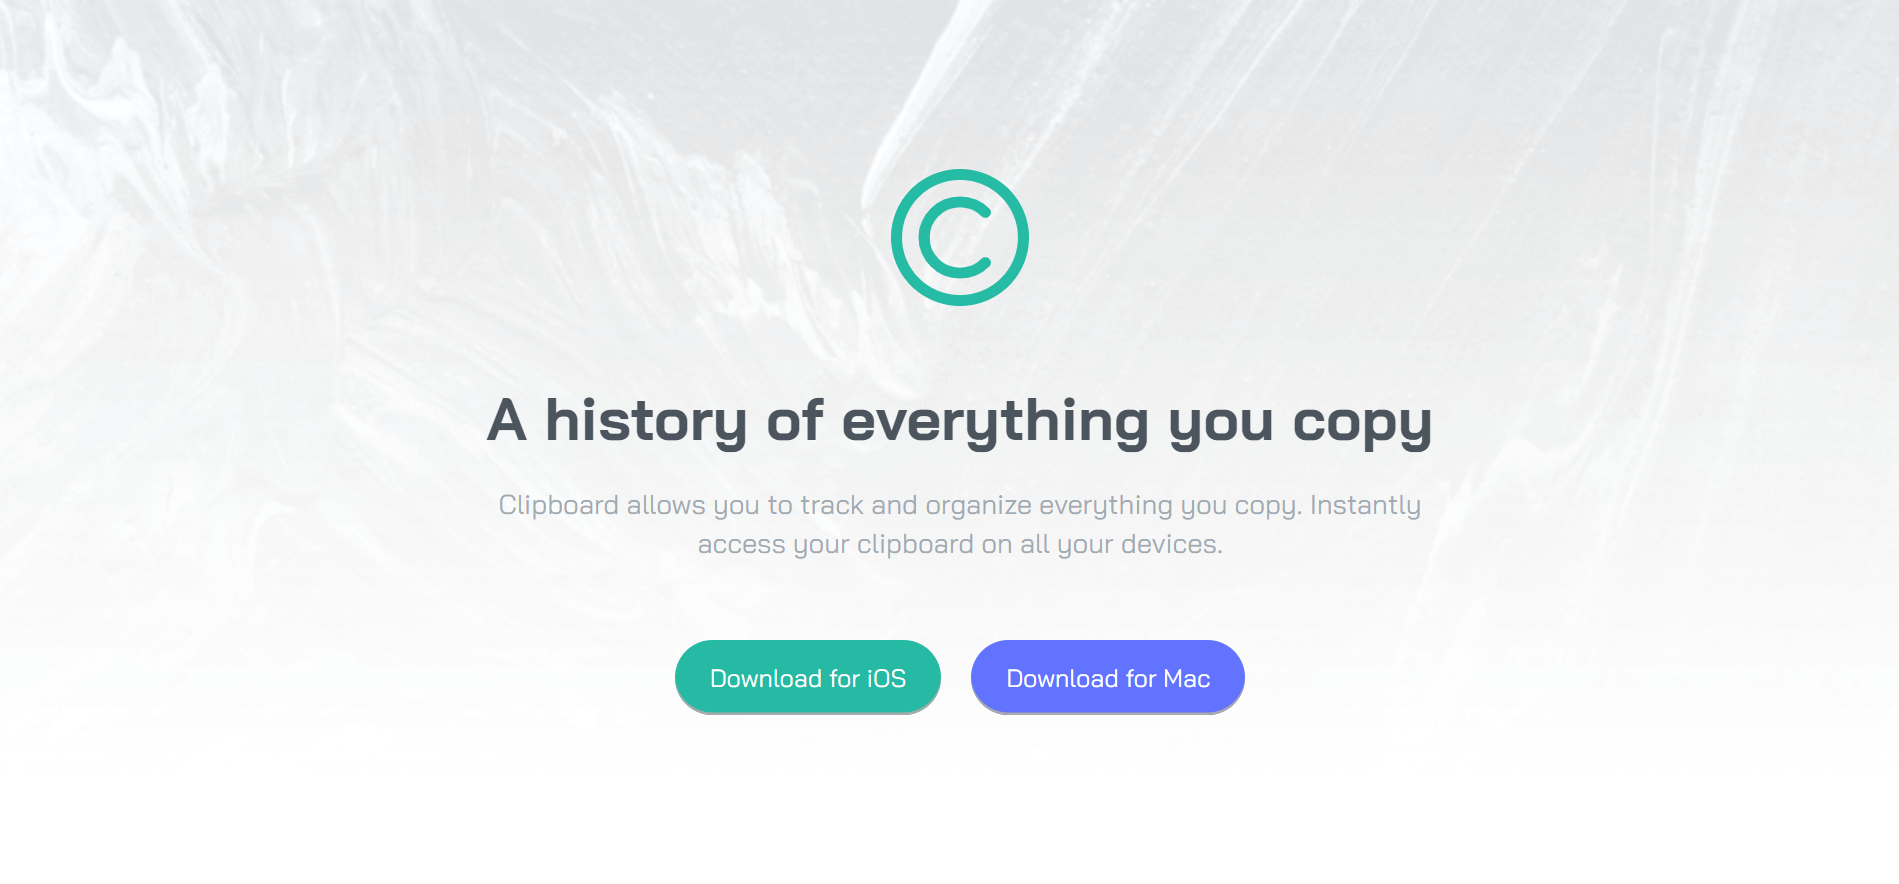 ©
A history of everything you copy
Clipboard allows you to track and organize everything you copy. Instantly
access your clipboard on all your devices.
Download for iOS
Download for Mac